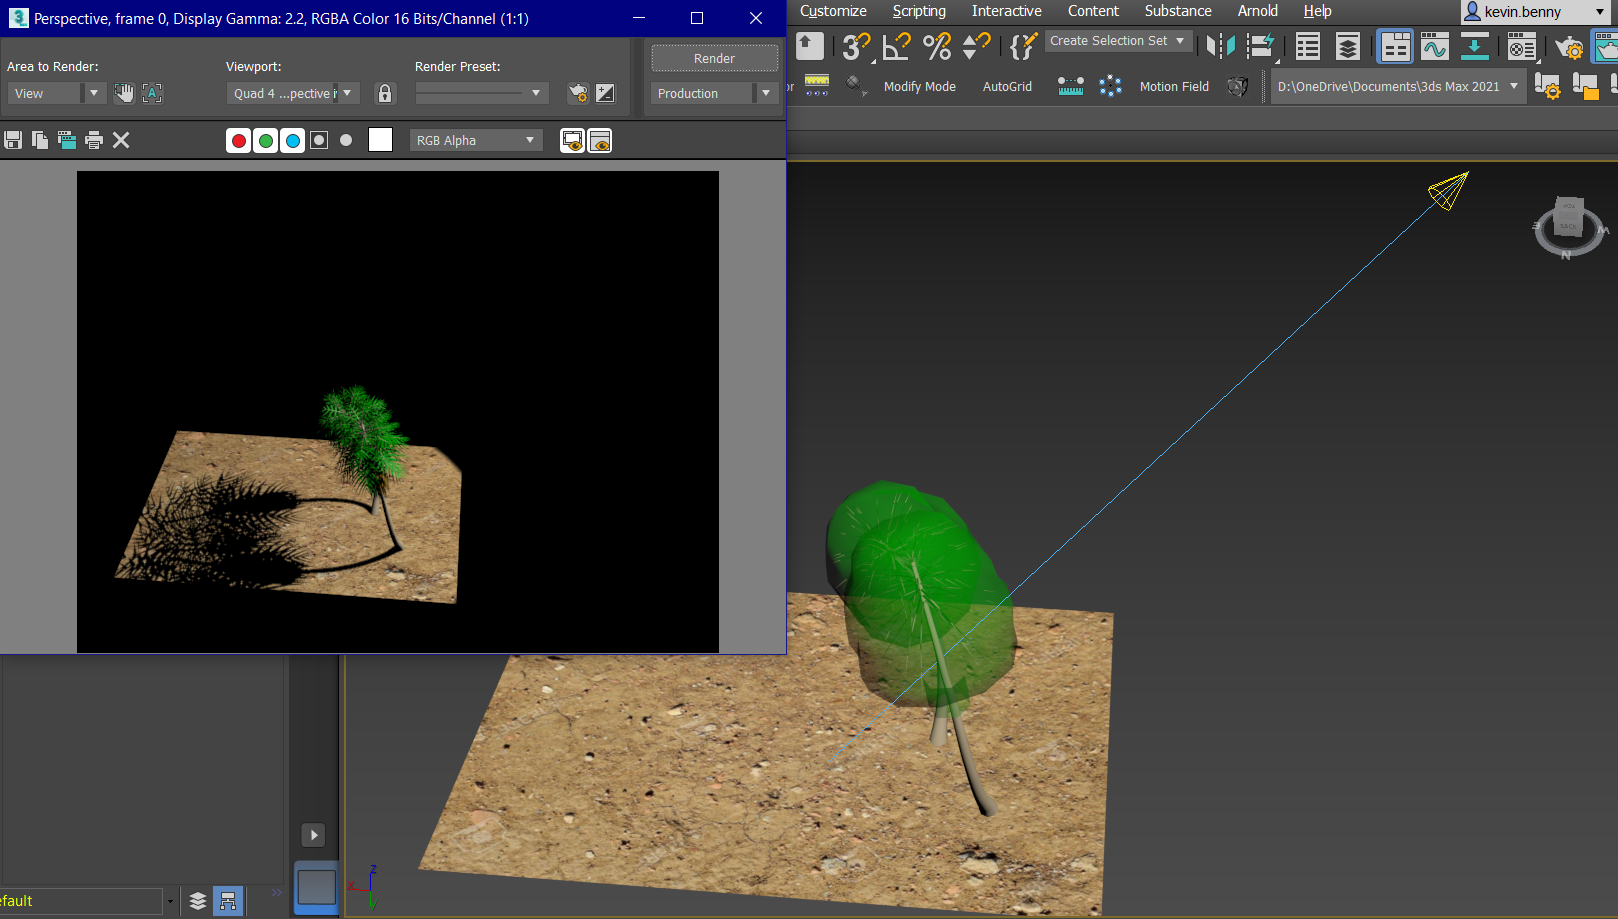 Perspective, frame 0, Display Gamma: 2.2, RGBA Color 16 Bits/Channel (1:1)
Customize Scripting Interactive Content Substance Arnold Help
kevin.benny
Area to Render:
Viewport:
Render Preset:
Render
View
Quad 4 ...pective
Production
RGB Alpha
3
Create Selection Set
or
Modify Mode
AutoGrid
Motion Field
D:\OneDrive\Documents\3ds Max 2021
N
z
x
y
efault